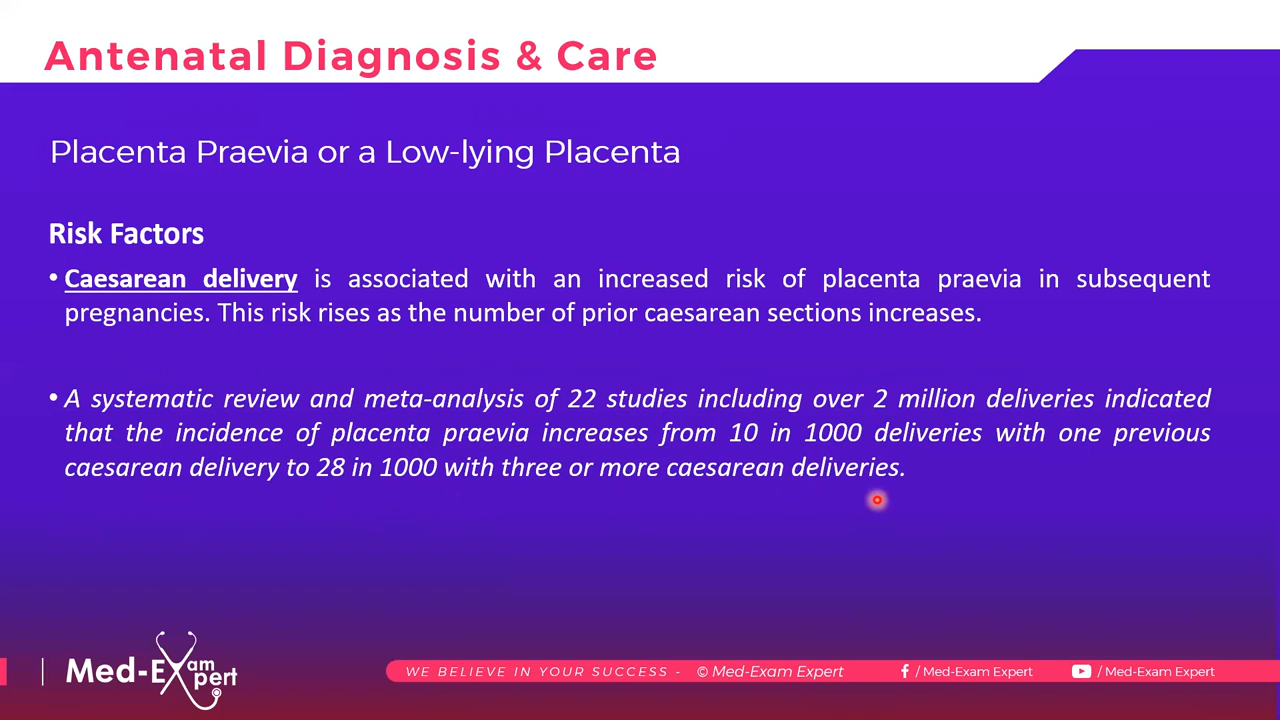 Antenatal Diagnosis & Care
Placenta Praevia or a Low-lying Placenta
Risk Factors
• Caesarean delivery is associated with an increased risk of placenta praevia in subsequent
pregnancies. This risk rises as the number of prior caesarean sections increases.
• A systematic review and meta-analysis of 22 studies including over 2 million deliveries indicated
that the incidence of placenta praevia increases from 10 in 1000 deliveries with one previous
caesarean delivery to 28 in 1000 with three or more caesarean deliveries.
Med-Exam Expert
WE BELIEVE IN YOUR SUCCESS - © Med-Exam Expert / Med-Exam Expert / Med-Exam Expert